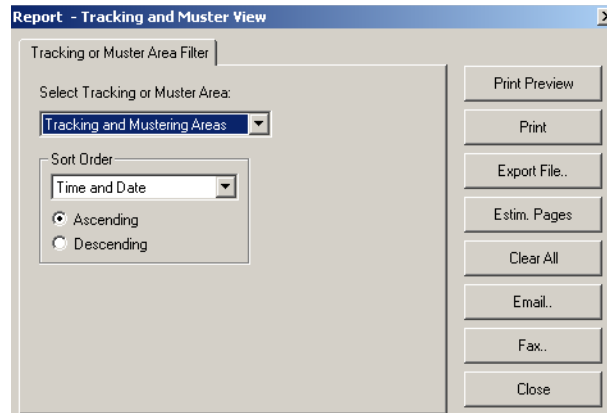 Report - Tracking and Muster View
Tracking or Muster Area Filter
Select Tracking or Muster Area:
Tracking and Mustering Areas
Sort Order
Time and Date
Ascending
Descending
Print Preview
Print
Export File..
Estim. Pages
Clear All
Email..
Fax..
Close